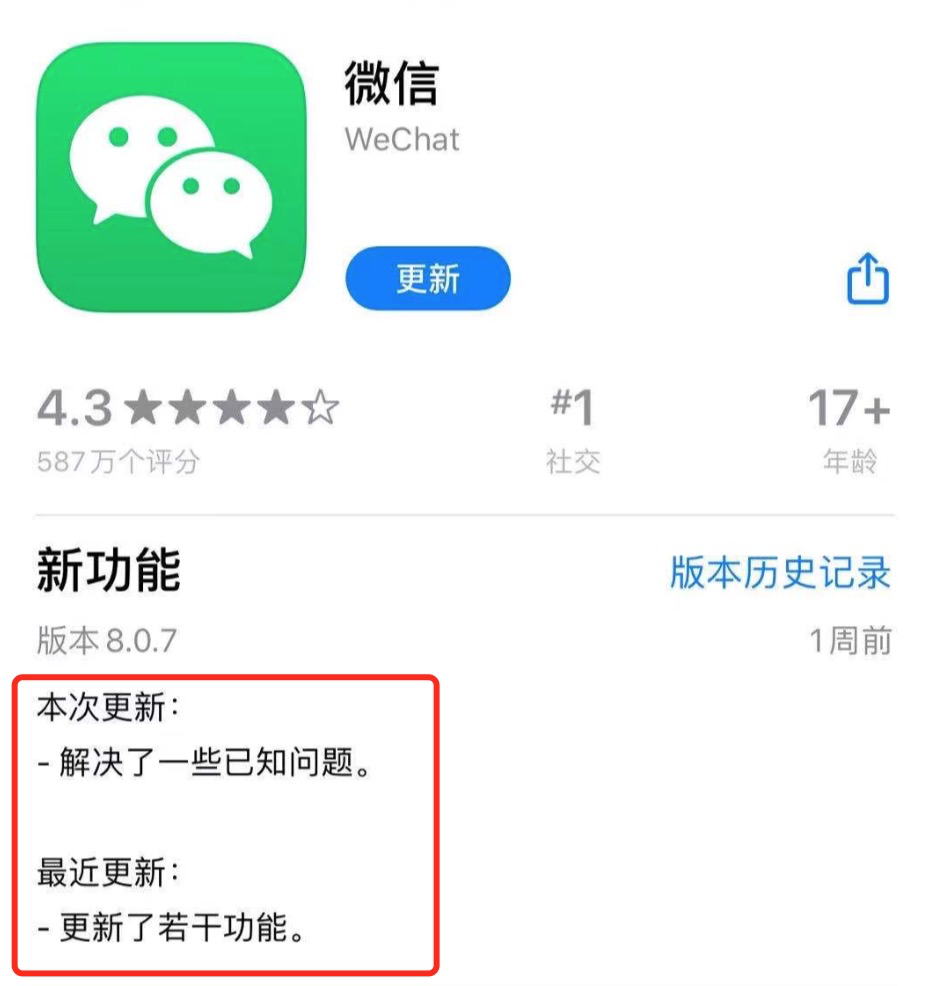 微信
WeChat
更新
4.3
#1
17+
587万个评分
社交
年龄
新功能
版本历史记录
版本 8.0.7
1周前
本次更新：
- 解决了一些已知问题。
最近更新：
- 更新了若干功能。